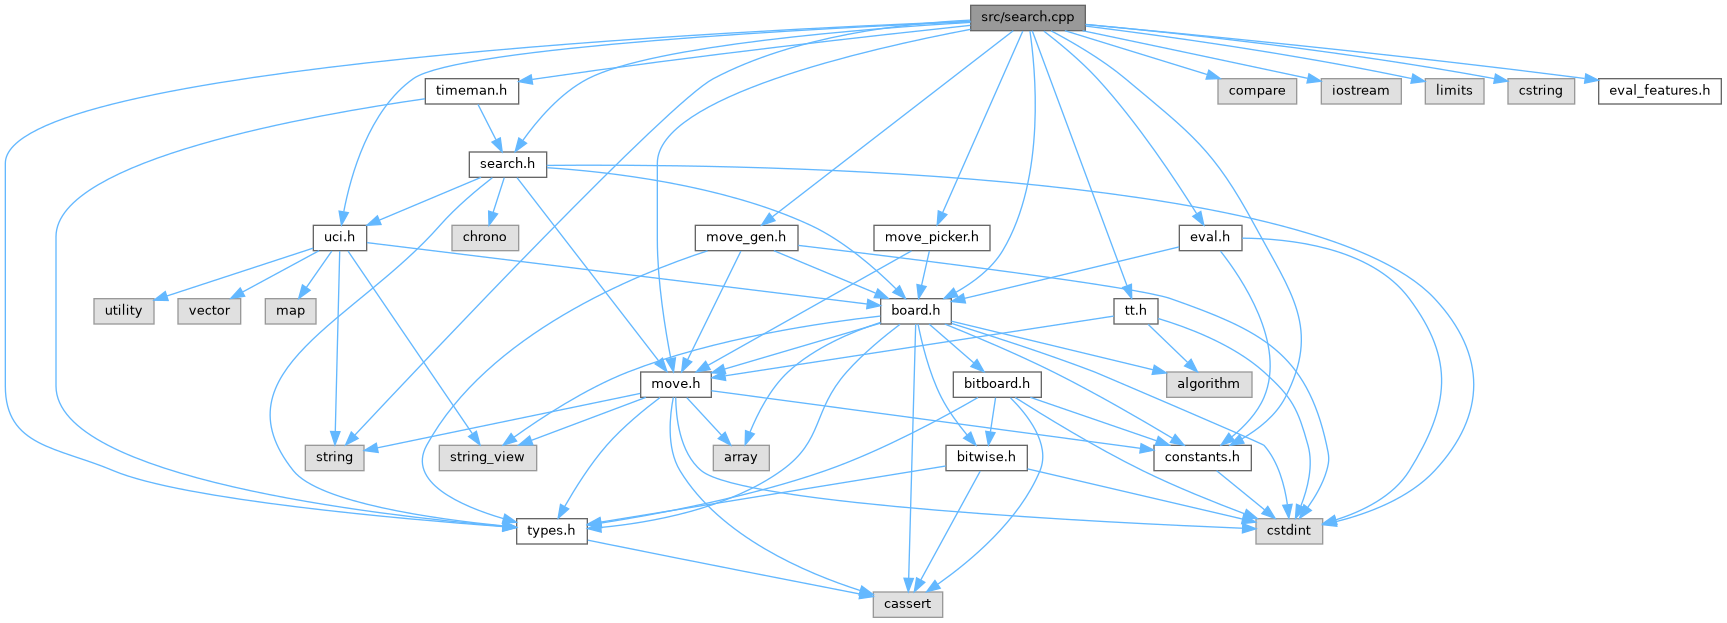 src/search.cpp
timeman.h
compare
iostream
limits
cstring
eval_features.h
search.h
uci.h
chrono
move_gen.h
move_picker.h
eval.h
utility
vector
map
board.h
tt.h
move.h
bitboard.h
algorithm
string
string_view
array
bitwise.h
constants.h
types.h
cstdint
cassert